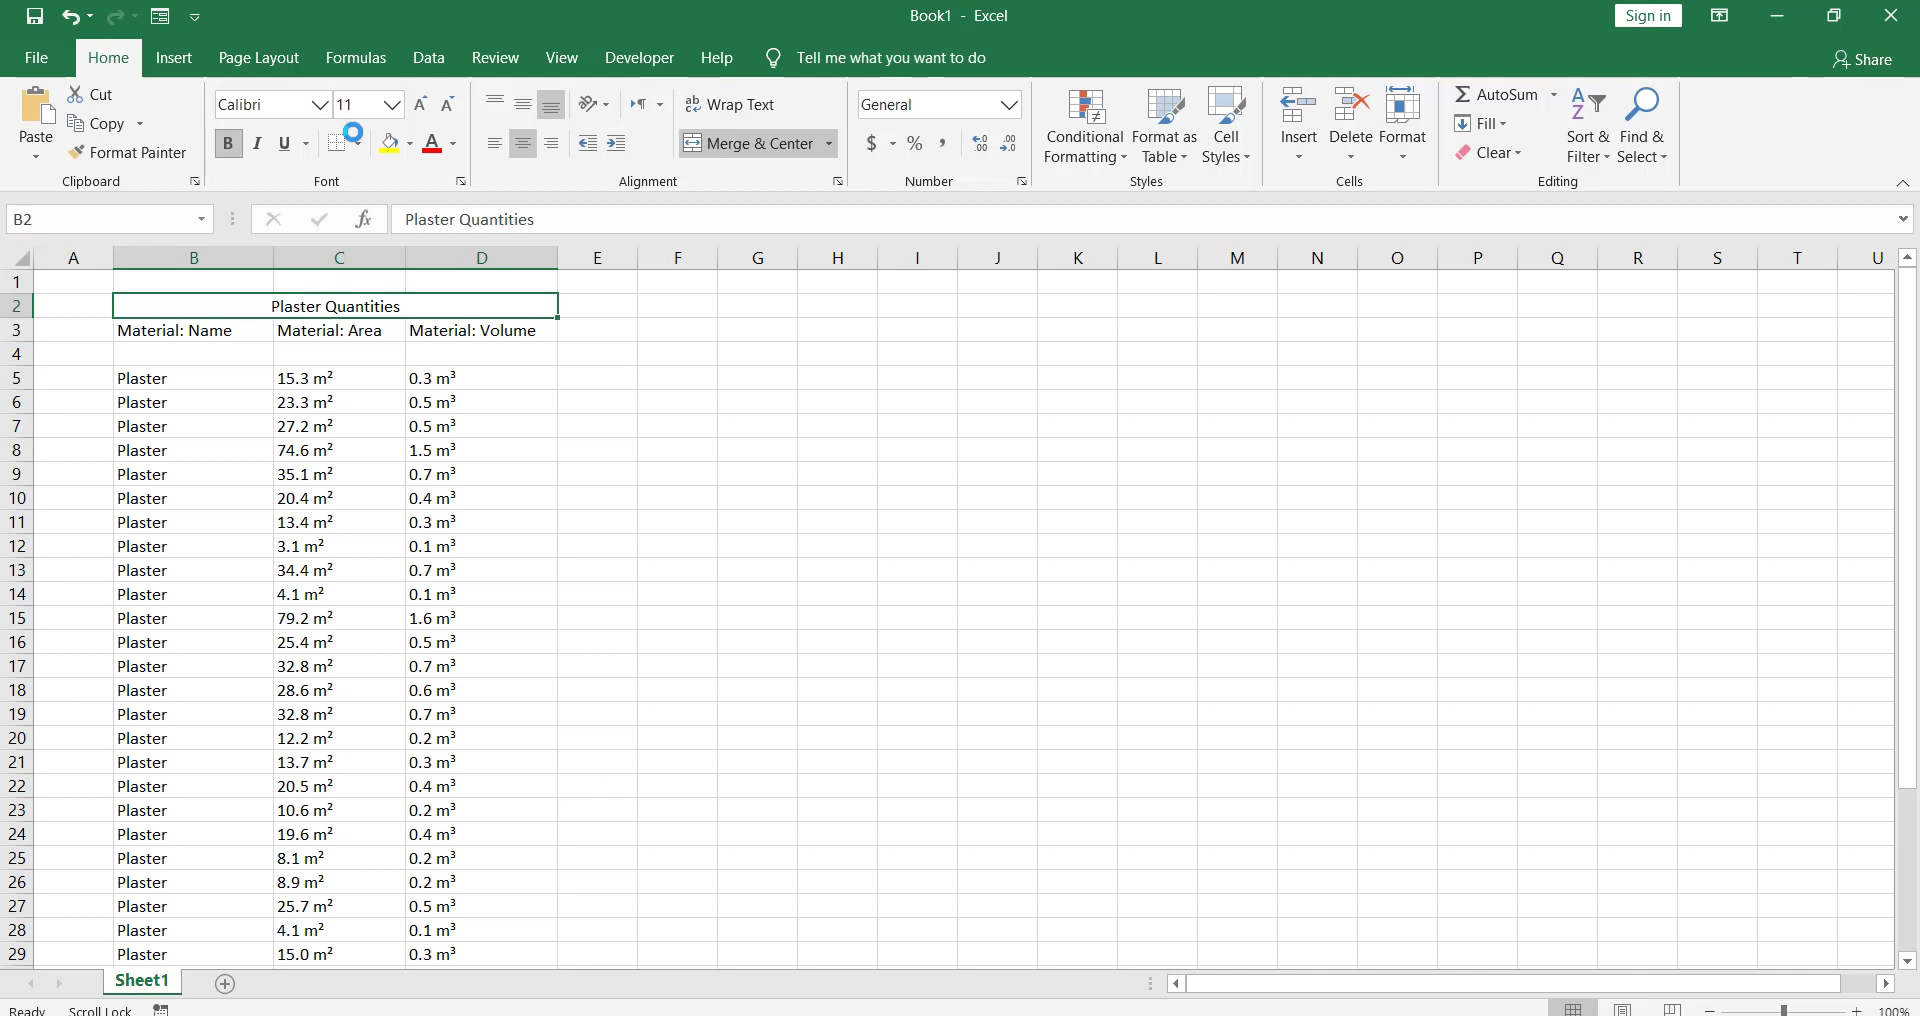 Book1 - Excel
Sign in
File Home Insert Page Layout Formulas Data Review View Developer Help Tell me what you want to do
Share
Paste
Cut
Copy
Format Painter
Clipboard
Calibri 11
B I U
Font
Wrap Text
Merge & Center
Alignment
General
$ % ,
Number
Conditional Formatting
Format as Table
Cell Styles
Styles
Insert
Delete
Format
Cells
AutoSum
Fill
Clear
Sort & Filter
Find & Select
Editing
B2 fx Plaster Quantities
A B C D E F G H I J K L M N O P Q R S T U
1
2 Plaster Quantities
3 Material: Name Material: Area Material: Volume
4
5 Plaster 15.3 m² 0.3 m³
6 Plaster 23.3 m² 0.5 m³
7 Plaster 27.2 m² 0.5 m³
8 Plaster 74.6 m² 1.5 m³
9 Plaster 35.1 m² 0.7 m³
10 Plaster 20.4 m² 0.4 m³
11 Plaster 13.4 m² 0.3 m³
12 Plaster 3.1 m² 0.1 m³
13 Plaster 34.4 m² 0.7 m³
14 Plaster 4.1 m² 0.1 m³
15 Plaster 79.2 m² 1.6 m³
16 Plaster 25.4 m² 0.5 m³
17 Plaster 32.8 m² 0.7 m³
18 Plaster 28.6 m² 0.6 m³
19 Plaster 32.8 m² 0.7 m³
20 Plaster 12.2 m² 0.2 m³
21 Plaster 13.7 m² 0.3 m³
22 Plaster 20.5 m² 0.4 m³
23 Plaster 10.6 m² 0.2 m³
24 Plaster 19.6 m² 0.4 m³
25 Plaster 8.1 m² 0.2 m³
26 Plaster 8.9 m² 0.2 m³
27 Plaster 25.7 m² 0.5 m³
28 Plaster 4.1 m² 0.1 m³
29 Plaster 15.0 m² 0.3 m³
Sheet1
Ready Scroll Lock 100%